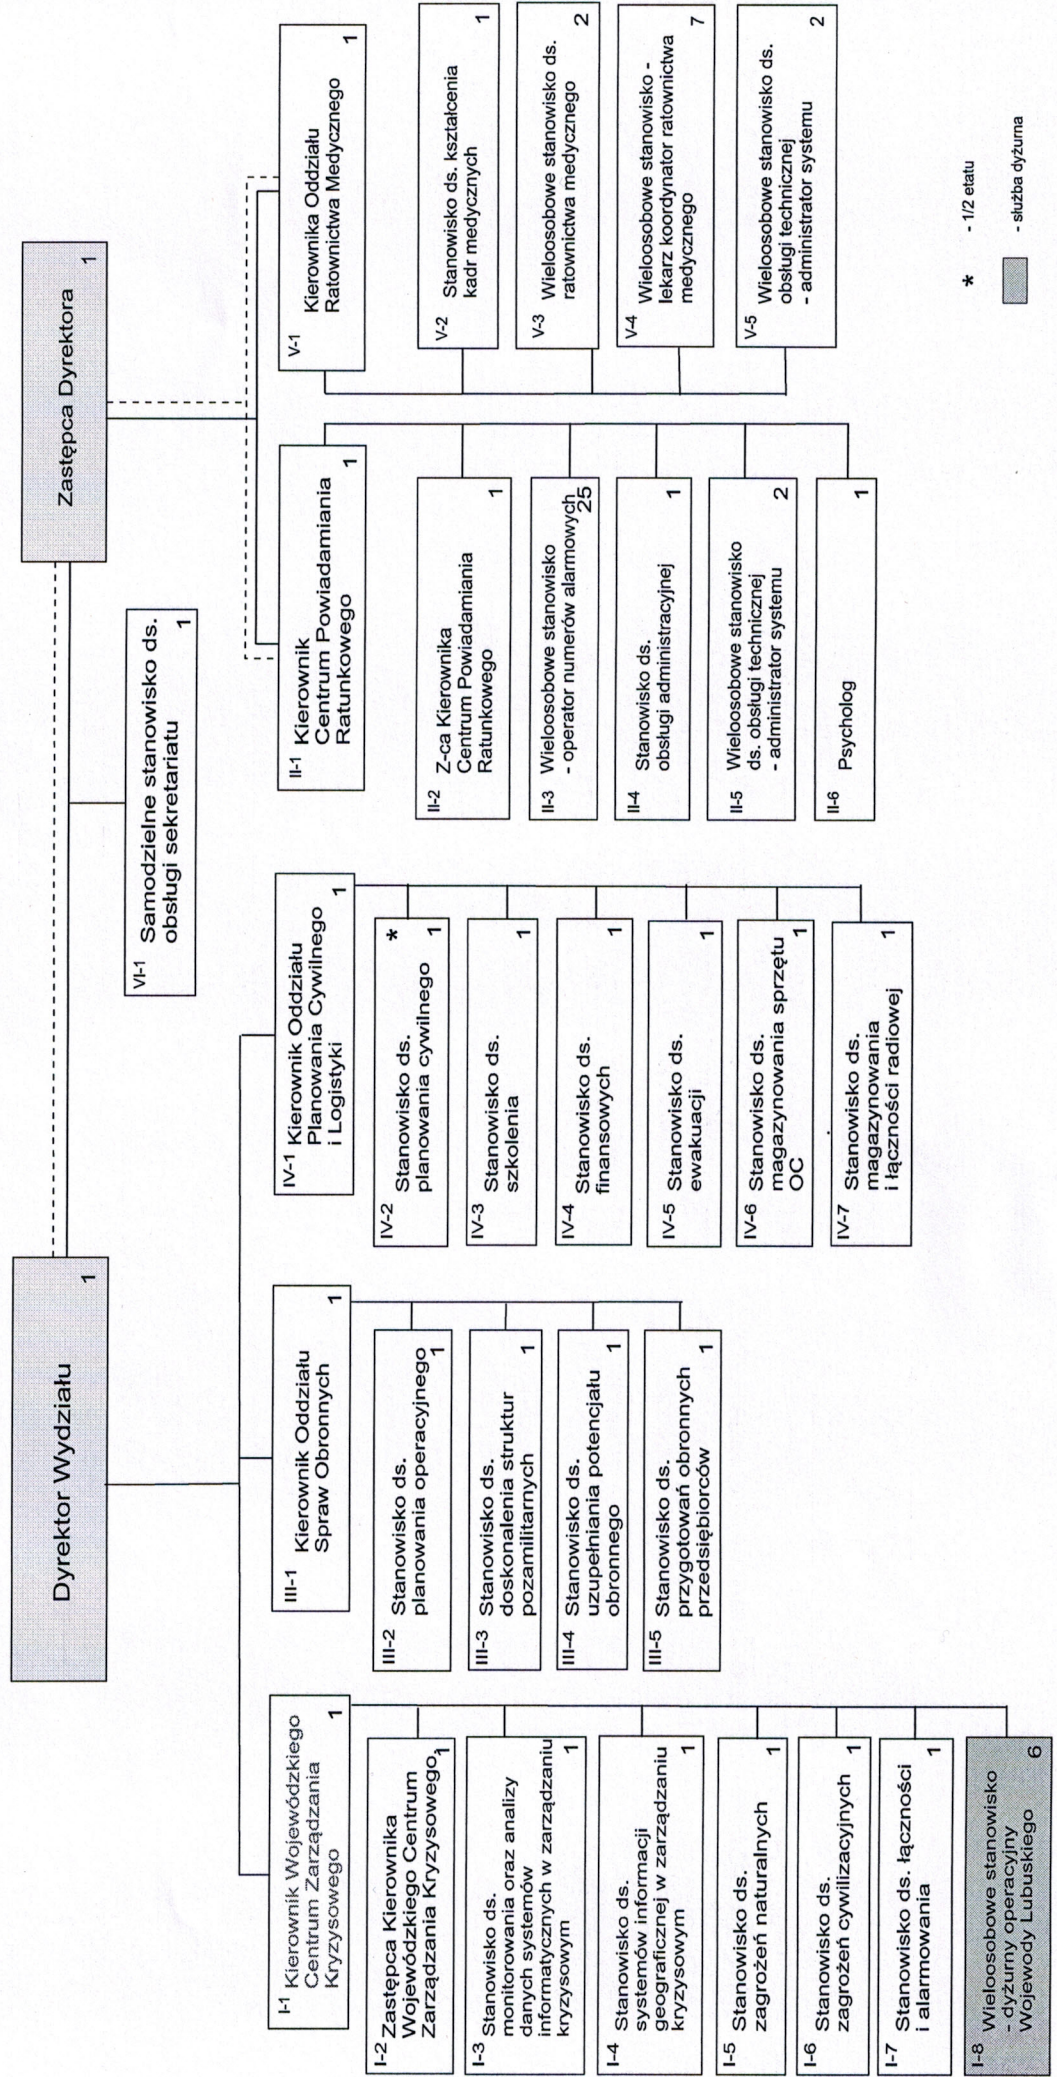 Dyrektor Wydziału
1
Zastępca Dyrektora
1
VI-1
Samodzielne stanowisko ds.
obsługi sekretariatu
1
I-1
Kierownik Wojewódzkiego
Centrum Zarządzania
Kryzysowego
1
I-2
Zastępca Kierownika
Wojewódzkiego Centrum
Zarządzania Kryzysowego
1
I-3
Stanowisko ds.
monitorowania oraz analizy
danych systemów
informatycznych w zarządzaniu
kryzysowym
1
I-4
Stanowisko ds.
systemów informacji
geograficznej w zarządzaniu
kryzysowym
1
I-5
Stanowisko ds.
zagrożeń naturalnych
1
I-6
Stanowisko ds.
zagrożeń cywilizacyjnych
1
I-7
Stanowisko ds. łączności
i alarmowania
1
I-8
Wieloosobowe stanowisko
- dyżurny operacyjny
Wojewody Lubuskiego
6
III-1
Kierownik Oddziału
Spraw Obronnych
1
III-2
Stanowisko ds.
planowania operacyjnego
1
III-3
Stanowisko ds.
doskonalenia struktur
pozamilitarnych
1
III-4
Stanowisko ds.
uzupełniania potencjału
obronnego
1
III-5
Stanowisko ds.
przygotowań obronnych
przedsiębiorców
1
IV-1
Kierownik Oddziału
Planowania Cywilnego
i Logistyki
1
IV-2
Stanowisko ds.
planowania cywilnego
*
1
IV-3
Stanowisko ds.
szkolenia
1
IV-4
Stanowisko ds.
finansowych
1
IV-5
Stanowisko ds.
ewakuacji
1
IV-6
Stanowisko ds.
magazynowania sprzętu
OC
1
IV-7
Stanowisko ds.
magazynowania
i łączności radiowej
1
II-1
Kierownik
Centrum Powiadamiania
Ratunkowego
1
II-2
Z-ca Kierownika
Centrum Powiadamiania
Ratunkowego
1
II-3
Wieloosobowe stanowisko
- operator numerów alarmowych
25
II-4
Stanowisko ds.
obsługi administracyjnej
1
II-5
Wieloosobowe stanowisko
ds. obsługi technicznej
- administrator systemu
2
II-6
Psycholog
1
V-1
Kierownika Oddziału
Ratownictwa Medycznego
1
V-2
Stanowisko ds. kształcenia
kadr medycznych
1
V-3
Wieloosobowe stanowisko ds.
ratownictwa medycznego
2
V-4
Wieloosobowe stanowisko -
lekarz koordynator ratownictwa
medycznego
7
V-5
Wieloosobowe stanowisko ds.
obsługi technicznej
- administrator systemu
2
* - 1/2 etatu
- służba dyżurna